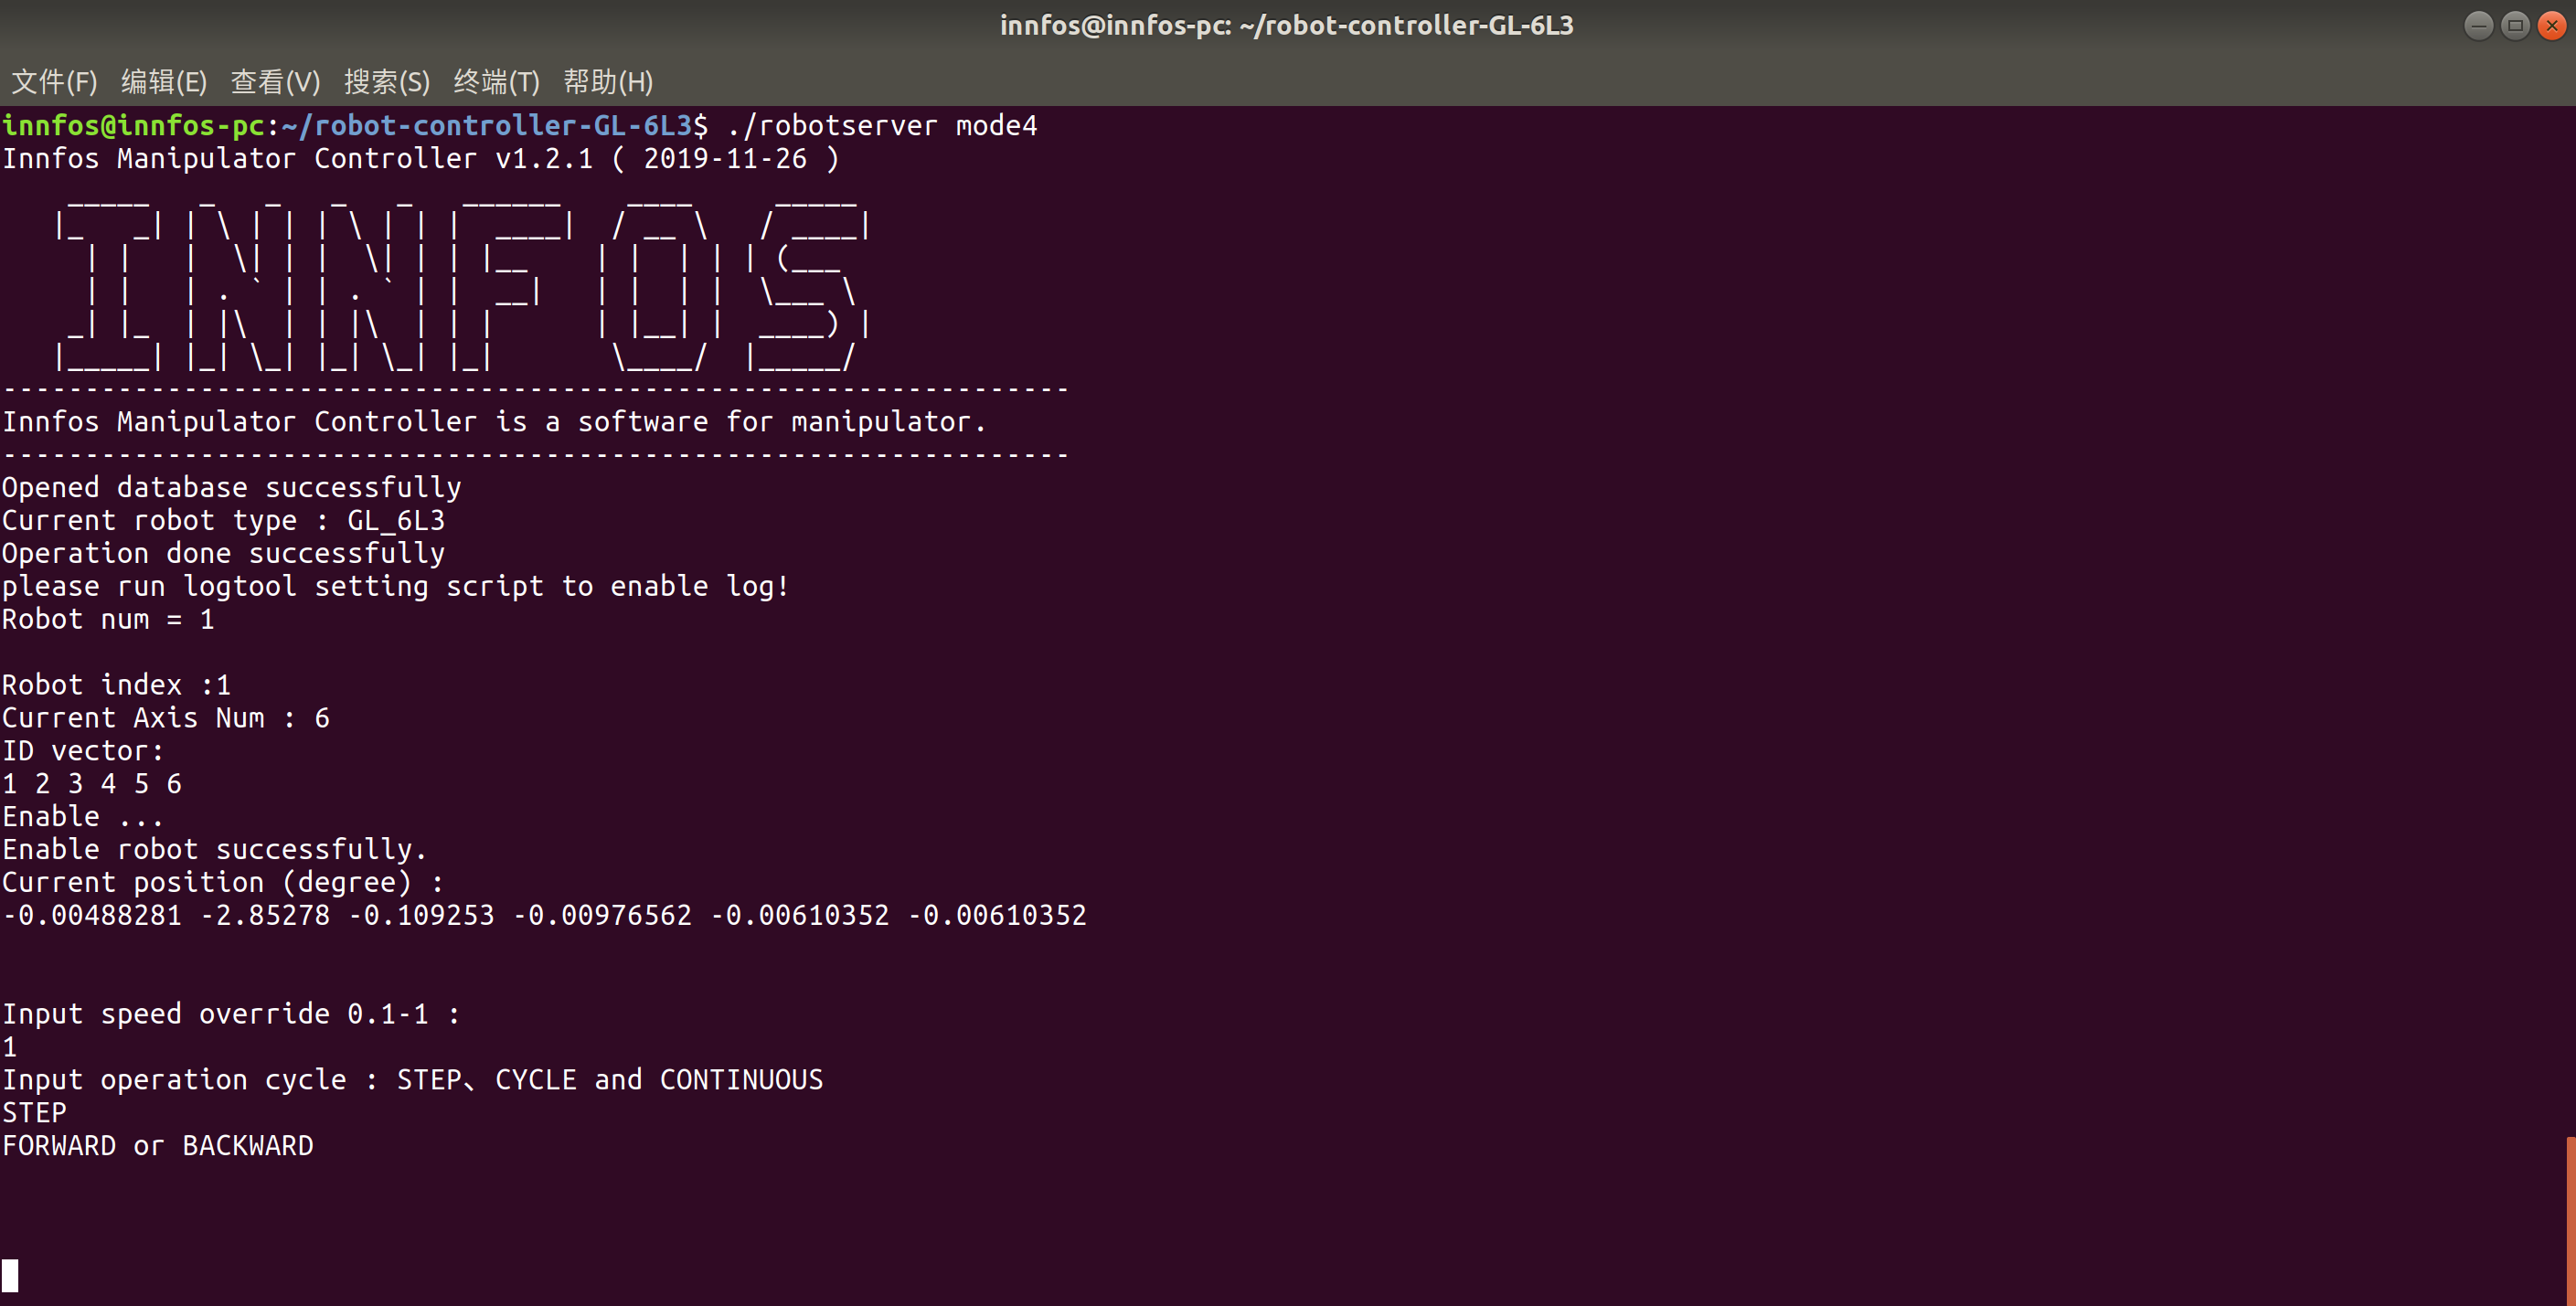 innfos@innfos-pc: ~/robot-controller-GL-6L3
文件(F) 编辑(E) 查看(V) 搜索(S) 终端(T) 帮助(H)
innfos@innfos-pc:~/robot-controller-GL-6L3$ ./robotserver mode4
Innfos Manipulator Controller v1.2.1 ( 2019-11-26 )
INNFOS
-----------------------------------------------------------------
Innfos Manipulator Controller is a software for manipulator.
-----------------------------------------------------------------
Opened database successfully
Current robot type : GL_6L3
Operation done successfully
please run logtool setting script to enable log!
Robot num = 1
Robot index :1
Current Axis Num : 6
ID vector:
1 2 3 4 5 6
Enable ...
Enable robot successfully.
Current position (degree) :
-0.00488281 -2.85278 -0.109253 -0.00976562 -0.00610352 -0.00610352
Input speed override 0.1-1 :
1
Input operation cycle : STEP、CYCLE and CONTINUOUS
STEP
FORWARD or BACKWARD